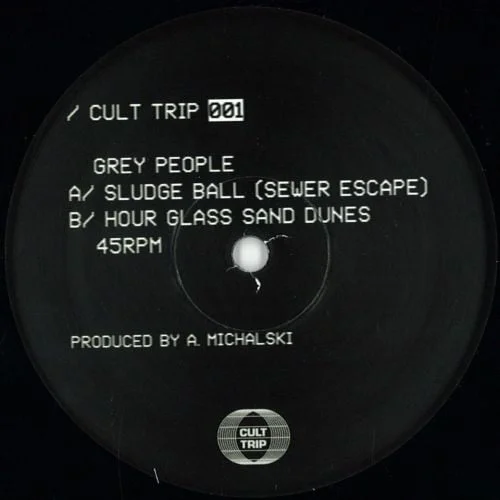 / CULT TRIP 001
GREY PEOPLE
A/ SLUDGE BALL (SEWER ESCAPE)
B/ HOUR GLASS SAND DUNES
45RPM
PRODUCED BY A. MICHALSKI
CULT
TRIP